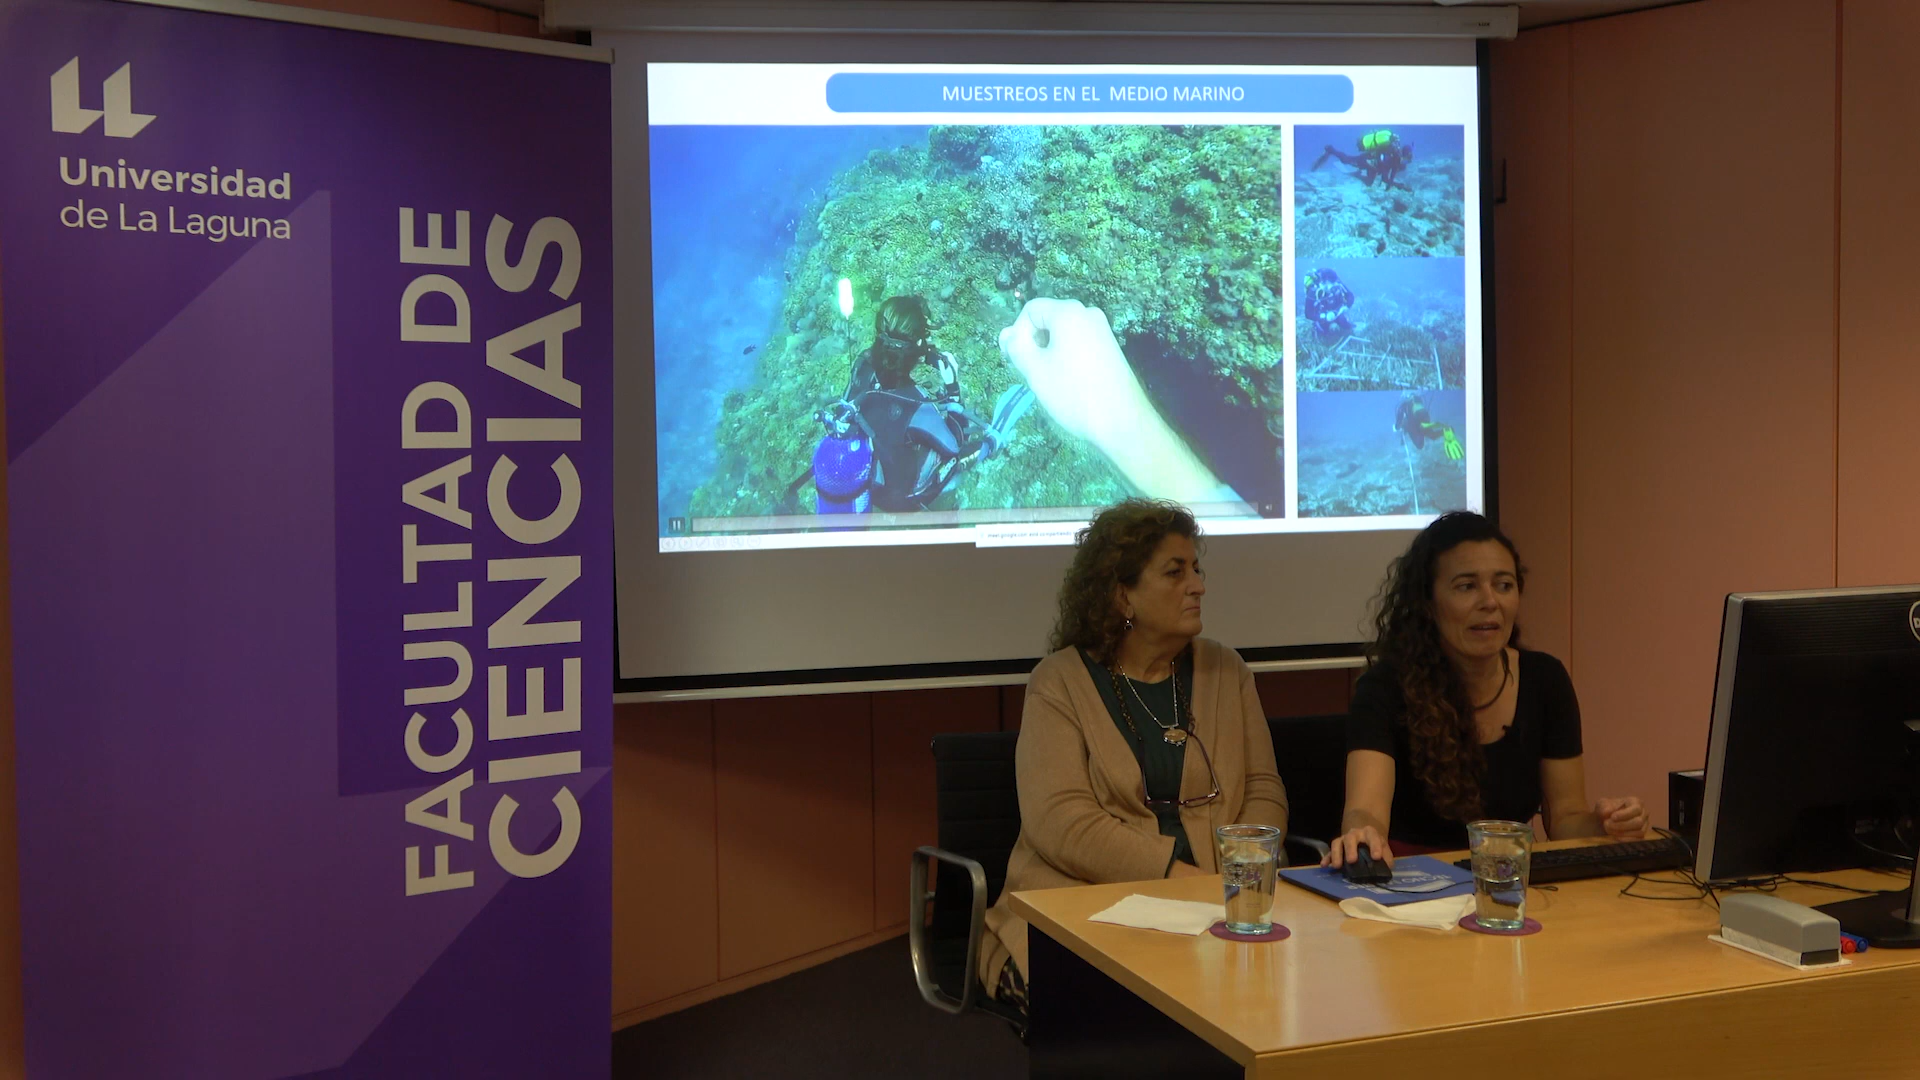 Universidad
de La Laguna
FACULTAD DE
CIENCIAS
MUESTREOS EN EL MEDIO MARINO